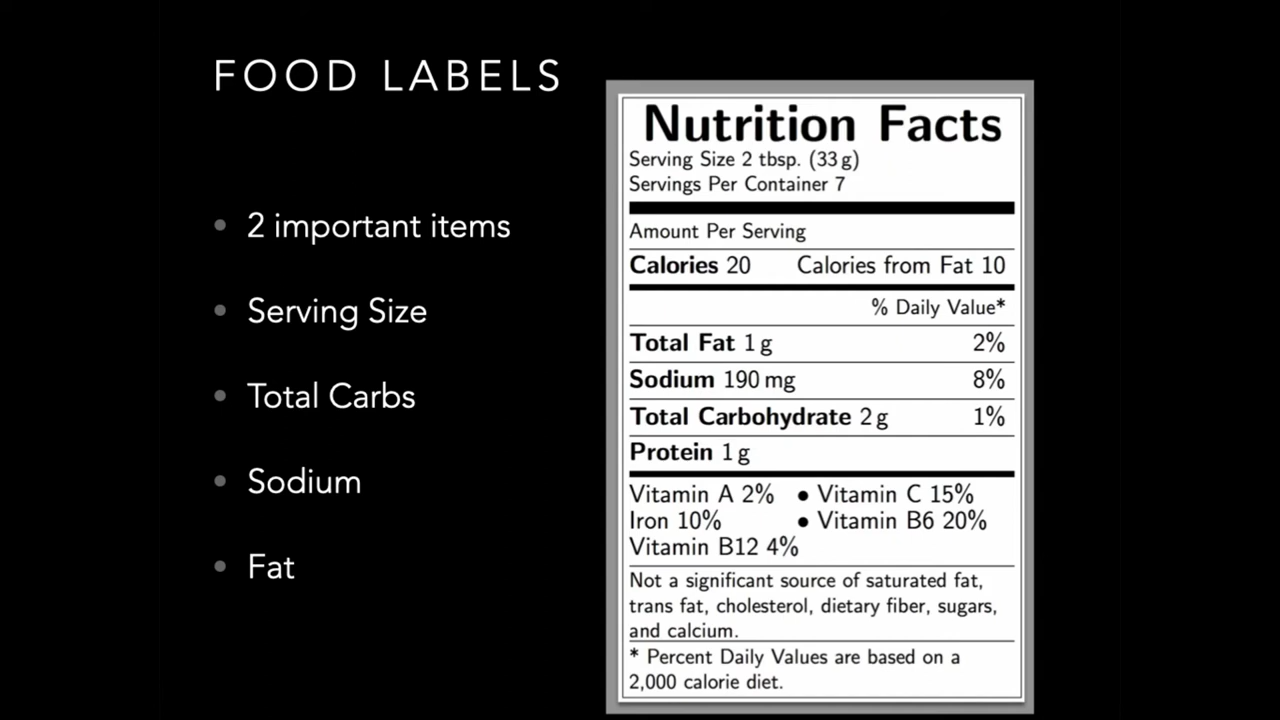 FOOD LABELS
• 2 important items
• Serving Size
• Total Carbs
• Sodium
• Fat
Nutrition Facts
Serving Size 2 tbsp. (33 g)
Servings Per Container 7
Amount Per Serving
Calories 20 Calories from Fat 10
% Daily Value*
Total Fat 1 g 2%
Sodium 190 mg 8%
Total Carbohydrate 2 g 1%
Protein 1 g
Vitamin A 2% • Vitamin C 15%
Iron 10% • Vitamin B6 20%
Vitamin B12 4%
Not a significant source of saturated fat,
trans fat, cholesterol, dietary fiber, sugars,
and calcium.
* Percent Daily Values are based on a
2,000 calorie diet.